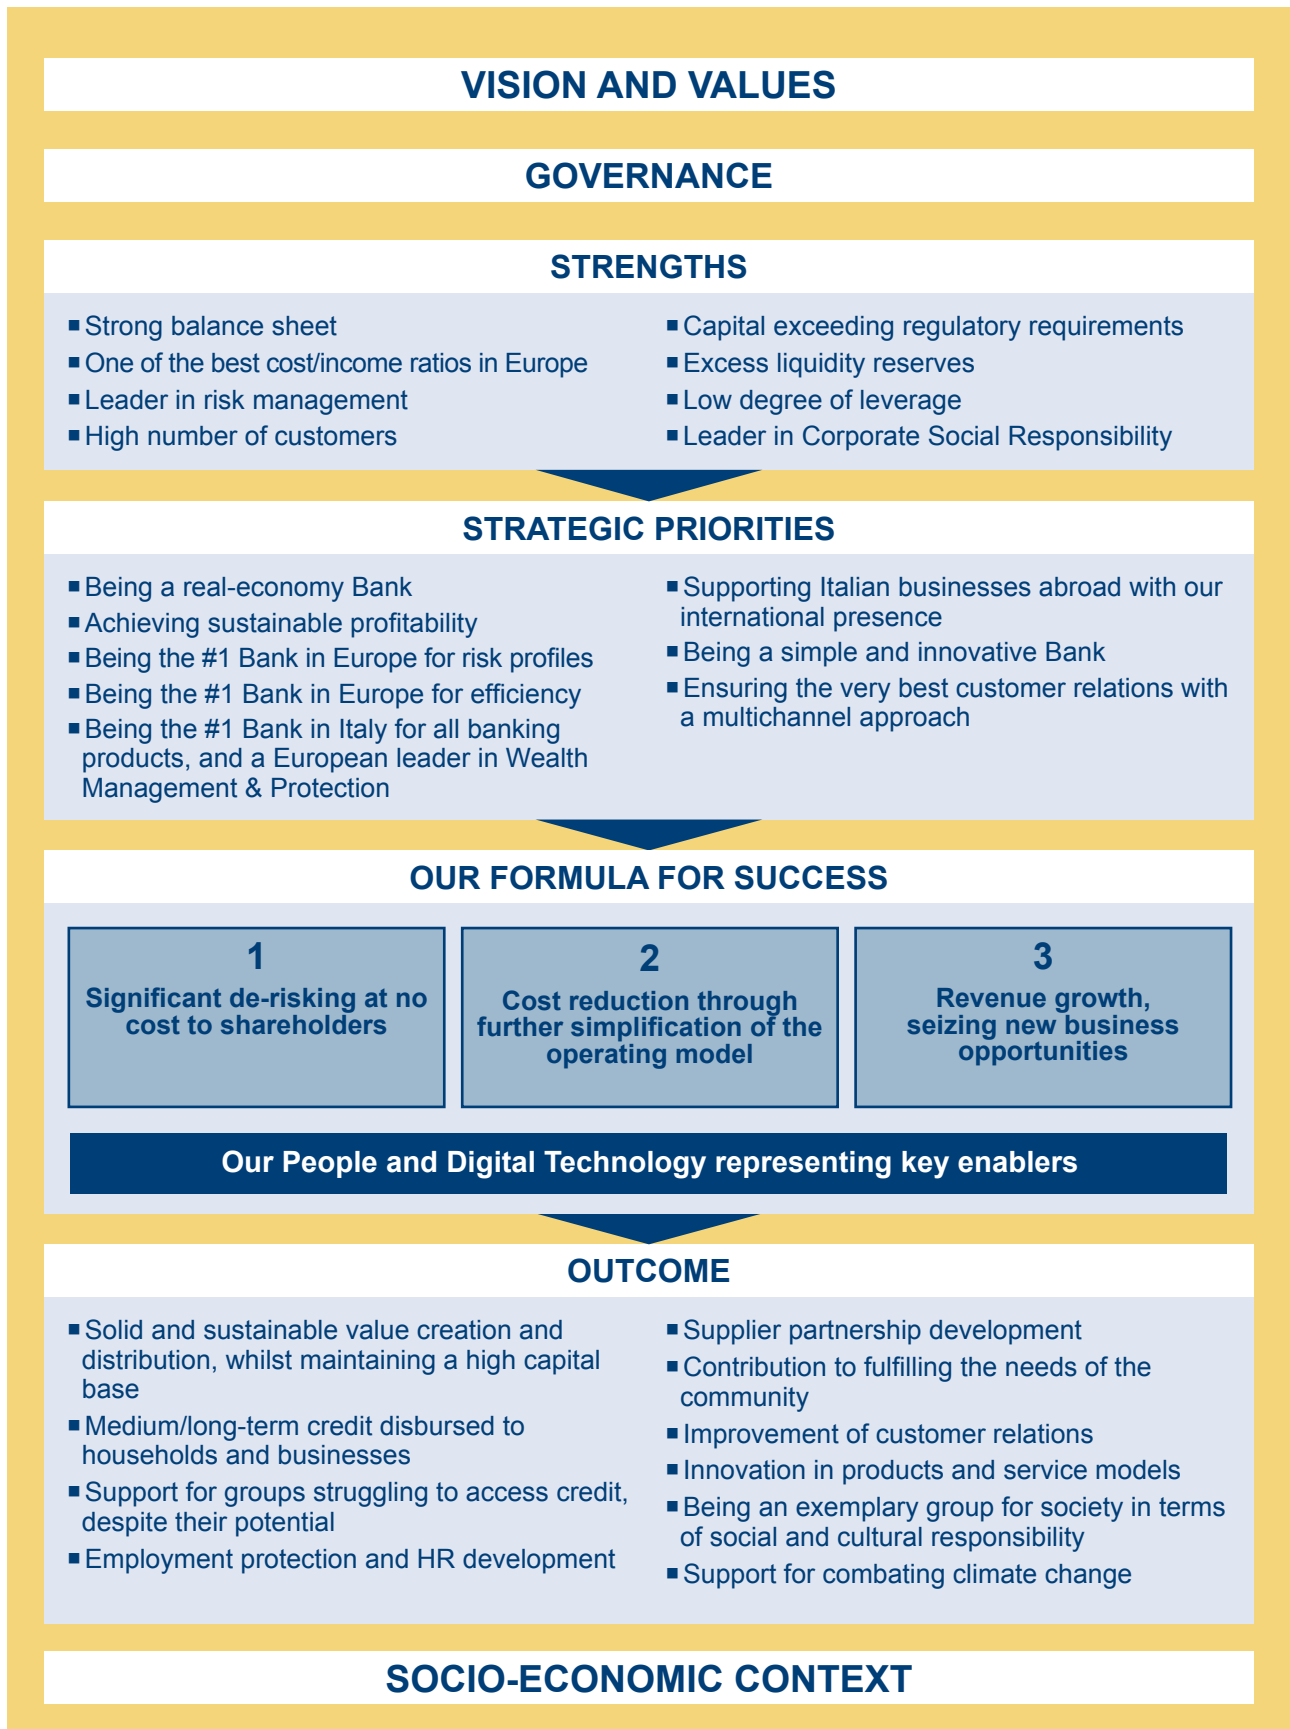 VISION AND VALUES
GOVERNANCE
STRENGTHS
▪ Strong balance sheet
▪ One of the best cost/income ratios in Europe
▪ Leader in risk management
▪ High number of customers
▪ Capital exceeding regulatory requirements
▪ Excess liquidity reserves
▪ Low degree of leverage
▪ Leader in Corporate Social Responsibility
STRATEGIC PRIORITIES
▪ Being a real-economy Bank
▪ Achieving sustainable profitability
▪ Being the #1 Bank in Europe for risk profiles
▪ Being the #1 Bank in Europe for efficiency
▪ Being the #1 Bank in Italy for all banking
products, and a European leader in Wealth
Management & Protection
▪ Supporting Italian businesses abroad with our
international presence
▪ Being a simple and innovative Bank
▪ Ensuring the very best customer relations with
a multichannel approach
OUR FORMULA FOR SUCCESS
1
Significant de-risking at no
cost to shareholders
2
Cost reduction through
further simplification of the
operating model
3
Revenue growth,
seizing new business
opportunities
Our People and Digital Technology representing key enablers
OUTCOME
▪ Solid and sustainable value creation and
distribution, whilst maintaining a high capital
base
▪ Medium/long-term credit disbursed to
households and businesses
▪ Support for groups struggling to access credit,
despite their potential
▪ Employment protection and HR development
▪ Supplier partnership development
▪ Contribution to fulfilling the needs of the
community
▪ Improvement of customer relations
▪ Innovation in products and service models
▪ Being an exemplary group for society in terms
of social and cultural responsibility
▪ Support for combating climate change
SOCIO-ECONOMIC CONTEXT